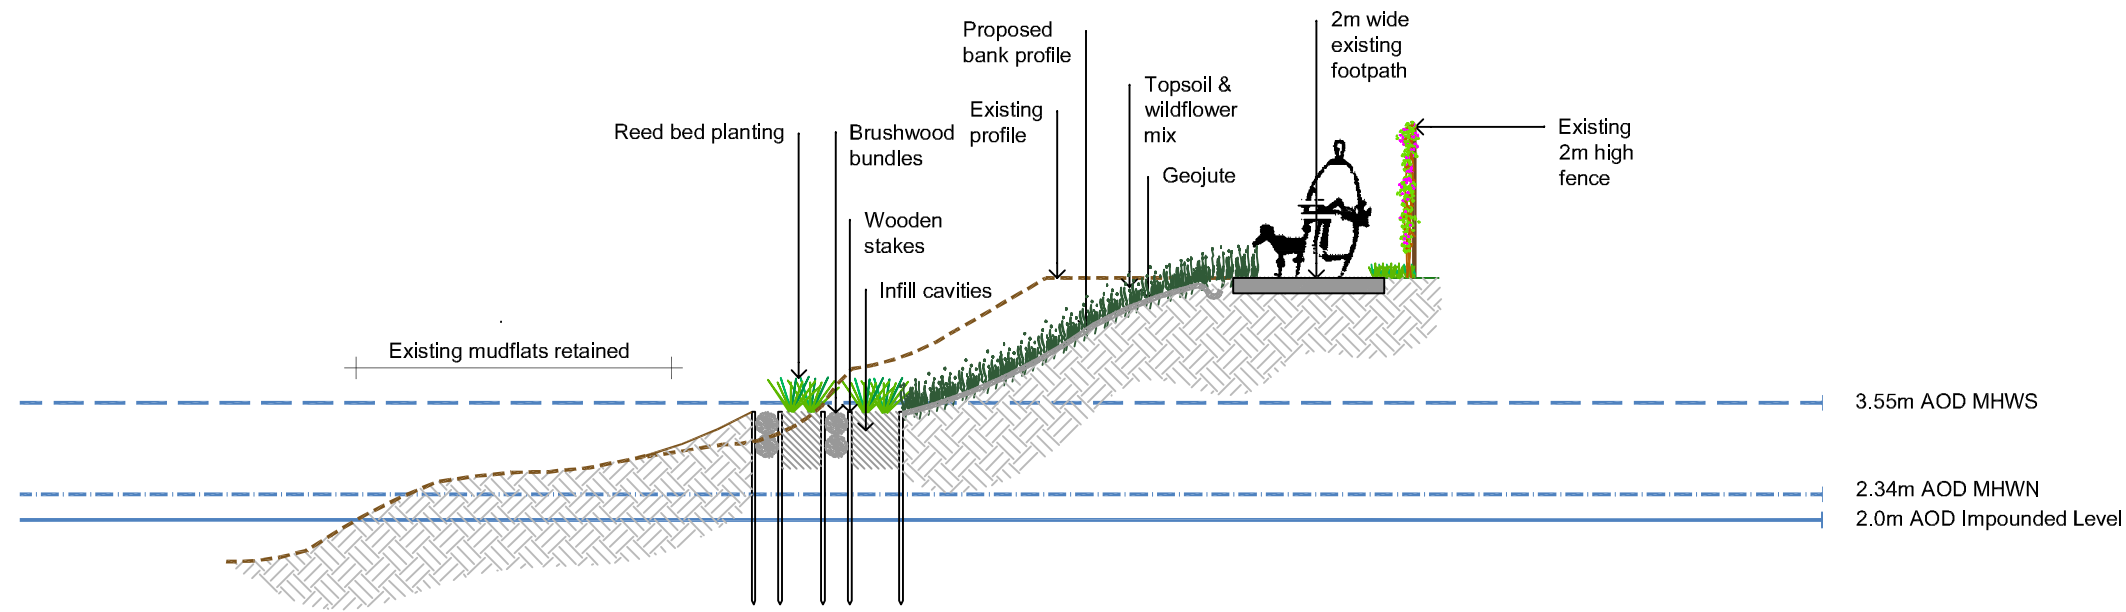 Proposed
bank profile
2m wide
existing
footpath
Topsoil &
wildflower
mix
Existing
profile
Reed bed planting
Brushwood
bundles
Existing
2m high
fence
Geojute
Wooden
stakes
Infill cavities
Existing mudflats retained
3.55m AOD MHWS
2.34m AOD MHWN
2.0m AOD Impounded Level